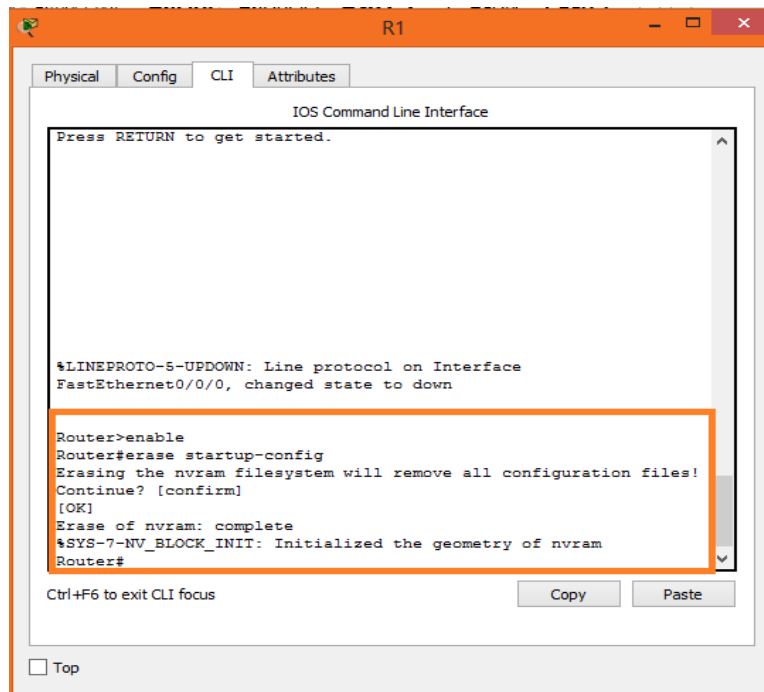 R1
Physical Config CLI Attributes
IOS Command Line Interface
Press RETURN to get started.
%LINEPROTO-5-UPDOWN: Line protocol on Interface
FastEthernet0/0/0, changed state to down
Router>enable
Router#erase startup-config
Erasing the nvram filesystem will remove all configuration files!
Continue? [confirm]
[OK]
Erase of nvram: complete
%SYS-7-NV_BLOCK_INIT: Initialized the geometry of nvram
Router#
Ctrl+F6 to exit CLI focus
Copy Paste
Top